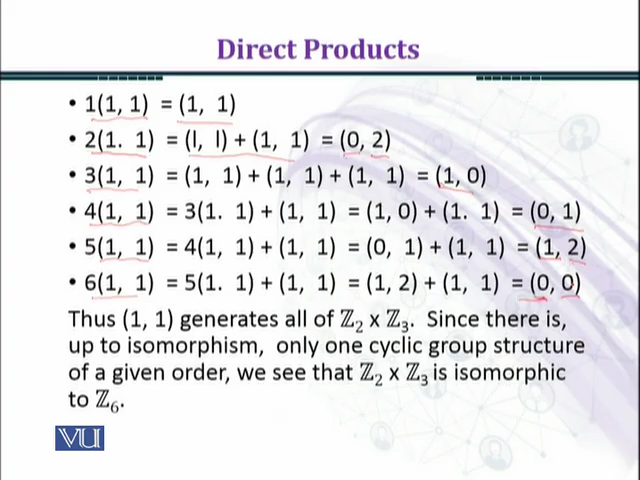 Direct Products
• 1(1, 1) = (1, 1)
• 2(1. 1) = (l, l) + (1, 1) = (0, 2)
• 3(1, 1) = (1, 1) + (1, 1) + (1, 1) = (1, 0)
• 4(1, 1) = 3(1. 1) + (1, 1) = (1, 0) + (1. 1) = (0, 1)
• 5(1, 1) = 4(1, 1) + (1, 1) = (0, 1) + (1, 1) = (1, 2)
• 6(1, 1) = 5(1. 1) + (1, 1) = (1, 2) + (1, 1) = (0, 0)
Thus (1, 1) generates all of ℤ₂ x ℤ₃. Since there is,
up to isomorphism, only one cyclic group structure
of a given order, we see that ℤ₂ x ℤ₃ is isomorphic
to ℤ₆.
VU